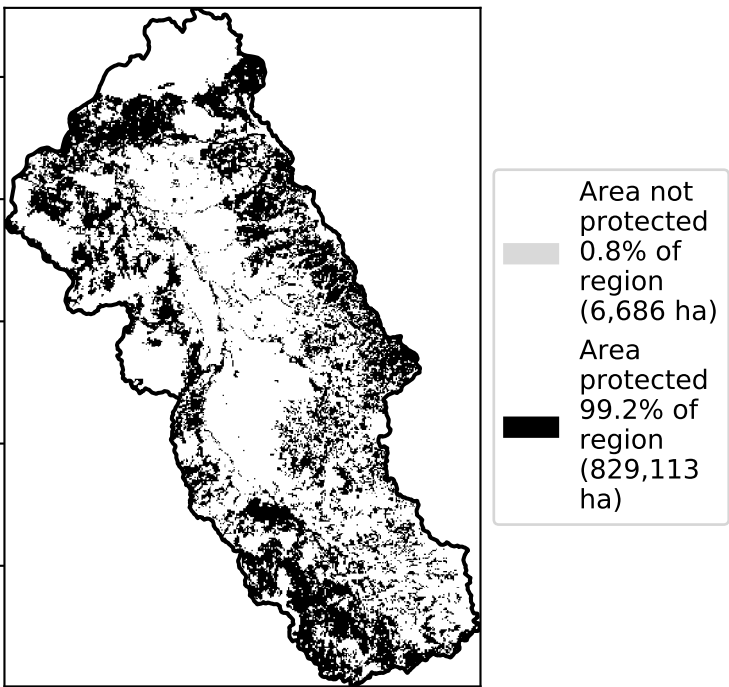 Area not
protected
0.8% of
region
(6,686 ha)
Area
protected
99.2% of
region
(829,113
ha)